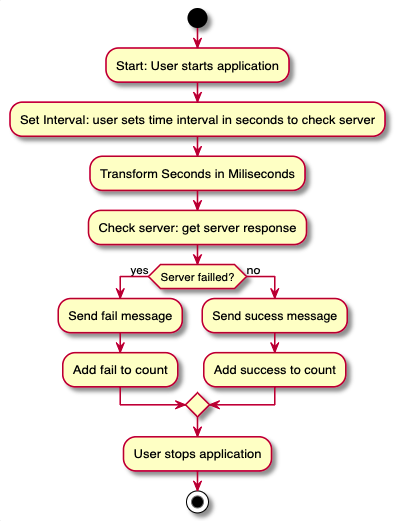 Start: User starts application
Set Interval: user sets time interval in seconds to check server
Transform Seconds in Miliseconds
Check server: get server response
yes
Server failled?
no
Send fail message
Send sucess message
Add fail to count
Add success to count
User stops application